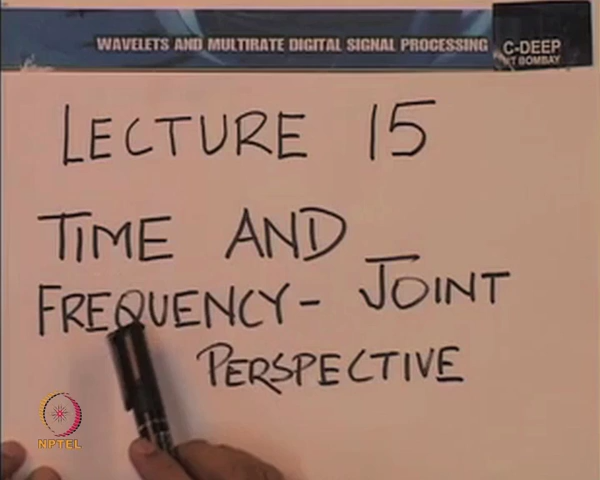 WAVELETS AND MULTIRATE DIGITAL SIGNAL PROCESSING
C-DEEP
IIT BOMBAY
LECTURE 15
TIME AND
FREQUENCY- JOINT
PERSPECTIVE
NPTEL